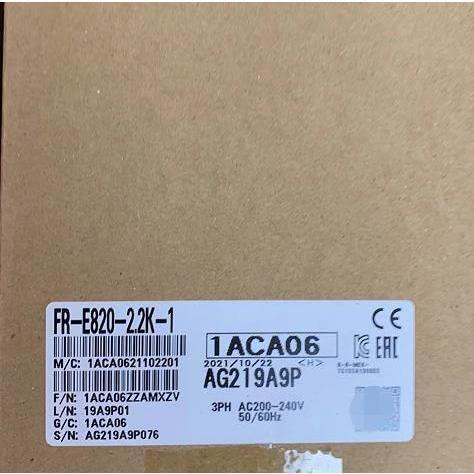 FR-E820-2.2K-1
1ACA06
2021/10/22 <H>
AG219A9P
M/C: 1ACA0621102201
3PH AC200-240V
50/60Hz
F/N: 1ACA06ZZAMXZV
L/N: 19A9P01
G/C: 1ACA06
S/N: AG219A9P076
CE
EAC